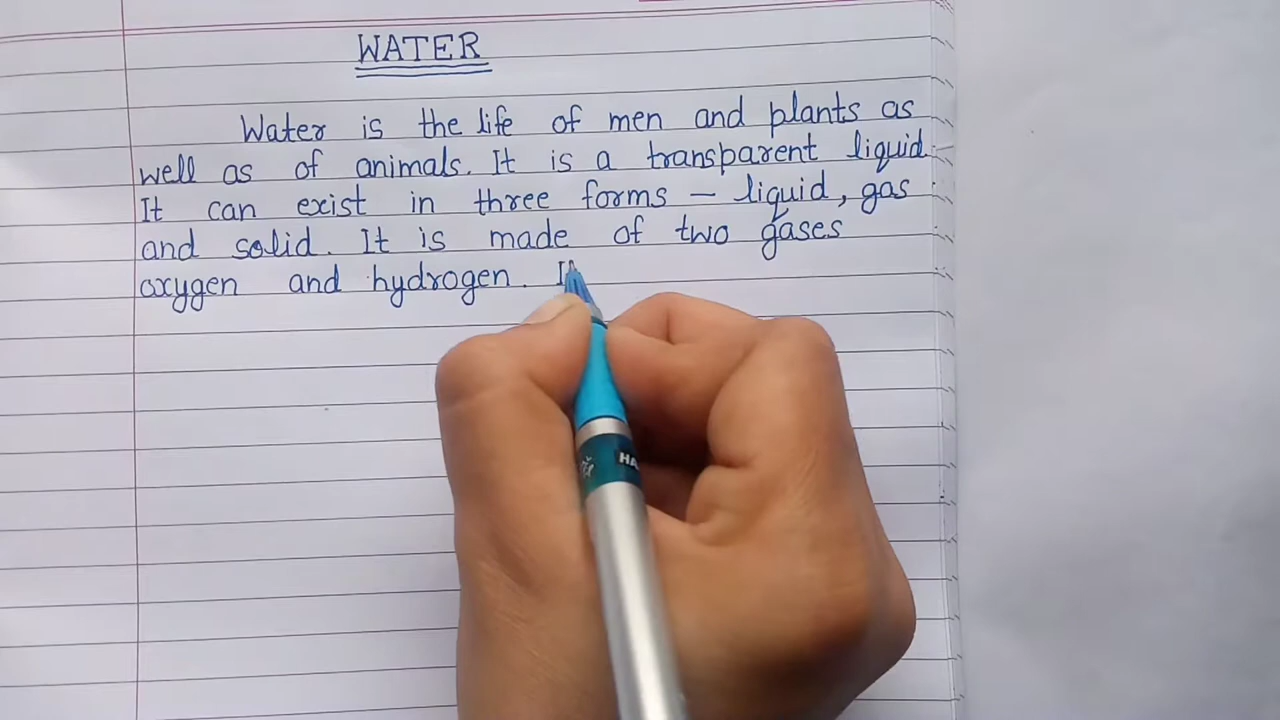 WATER
Water is the life of men and plants as
well as of animals. It is a transparent liquid.
It can exist in three forms – liquid, gas
and solid. It is made of two gases
oxygen and hydrogen. I
HA